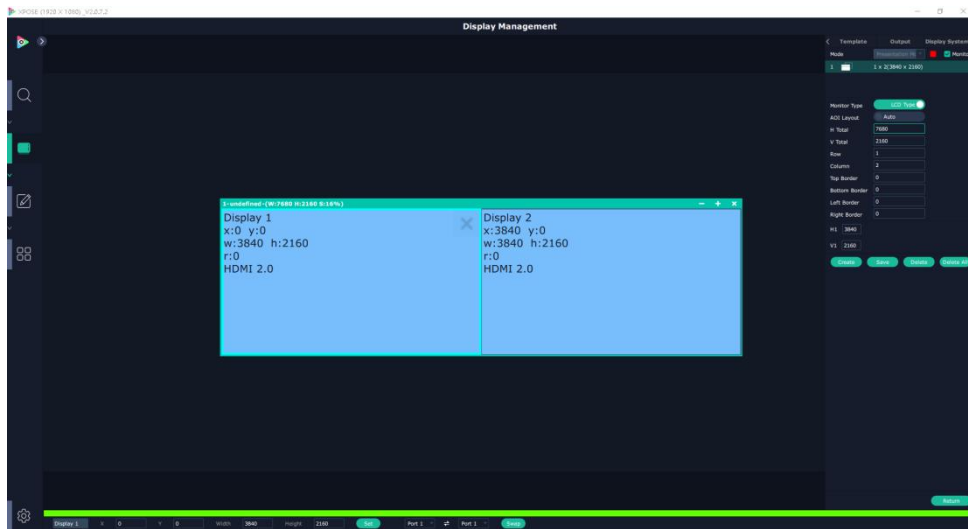 XPOSE (1920 X 1080) _V2.0.7.2
Display Management
Template Output Display System
Mode Monito
1 1 x 2(3840 x 2160)
Monitor Type LCD Type
AOI Layout Auto
H Total 7680
V Total 2160
Row 1
Column 2
Top Border 0
Bottom Border 0
Left Border 0
Right Border 0
H1 3840
V1 2160
Create Save Delete Delete All
1-undefined-(W:7680 H:2160 S:16%)
Display 1
x:0 y:0
w:3840 h:2160
r:0
HDMI 2.0
Display 2
x:3840 y:0
w:3840 h:2160
r:0
HDMI 2.0
Return
Display 1 X 0 Y 0 Width 3840 Height 2160 Set Port 1 Port 1 Swap